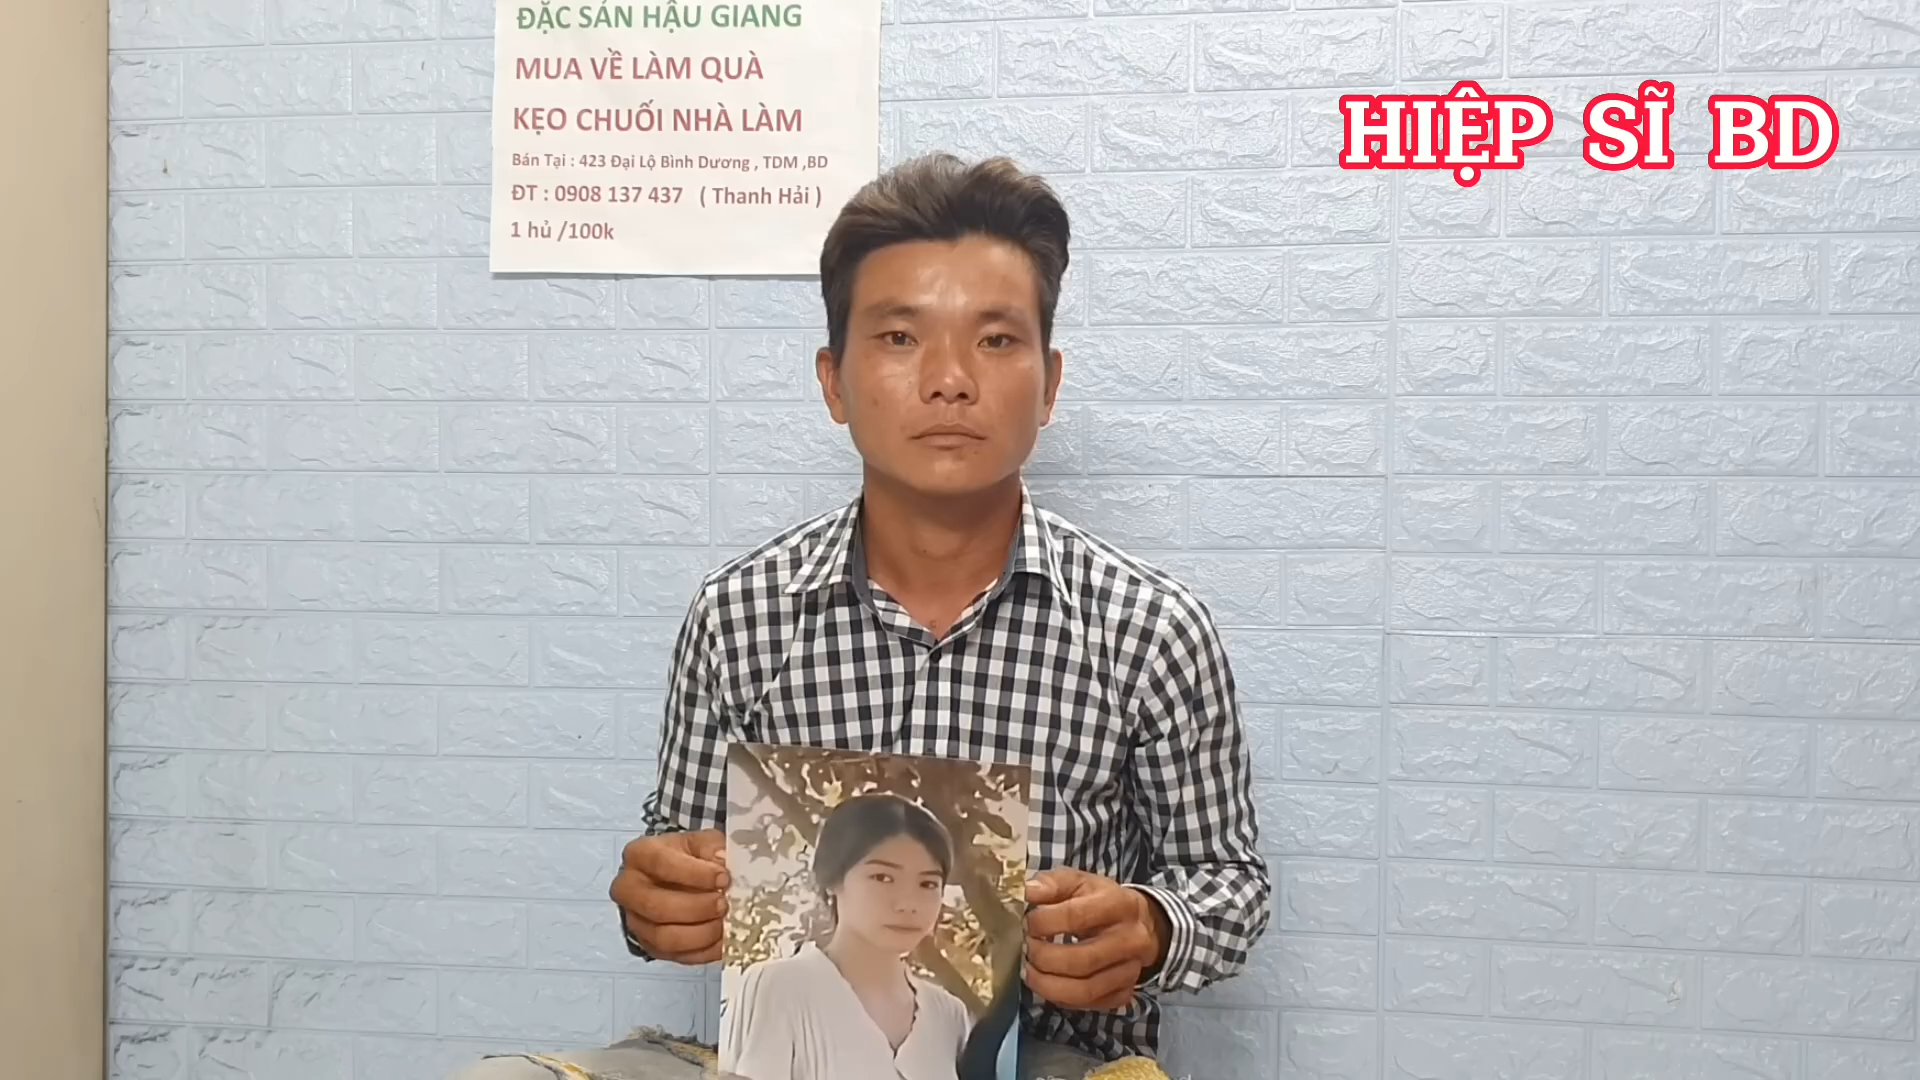 ĐẶC SẢN HẬU GIANG
MUA VỀ LÀM QUÀ
KẸO CHUỐI NHÀ LÀM
Bán Tại : 423 Đại Lộ Bình Dương , TDM ,BD
ĐT : 0908 137 437 ( Thanh Hải )
1 hủ /100k
HIỆP SĨ BD